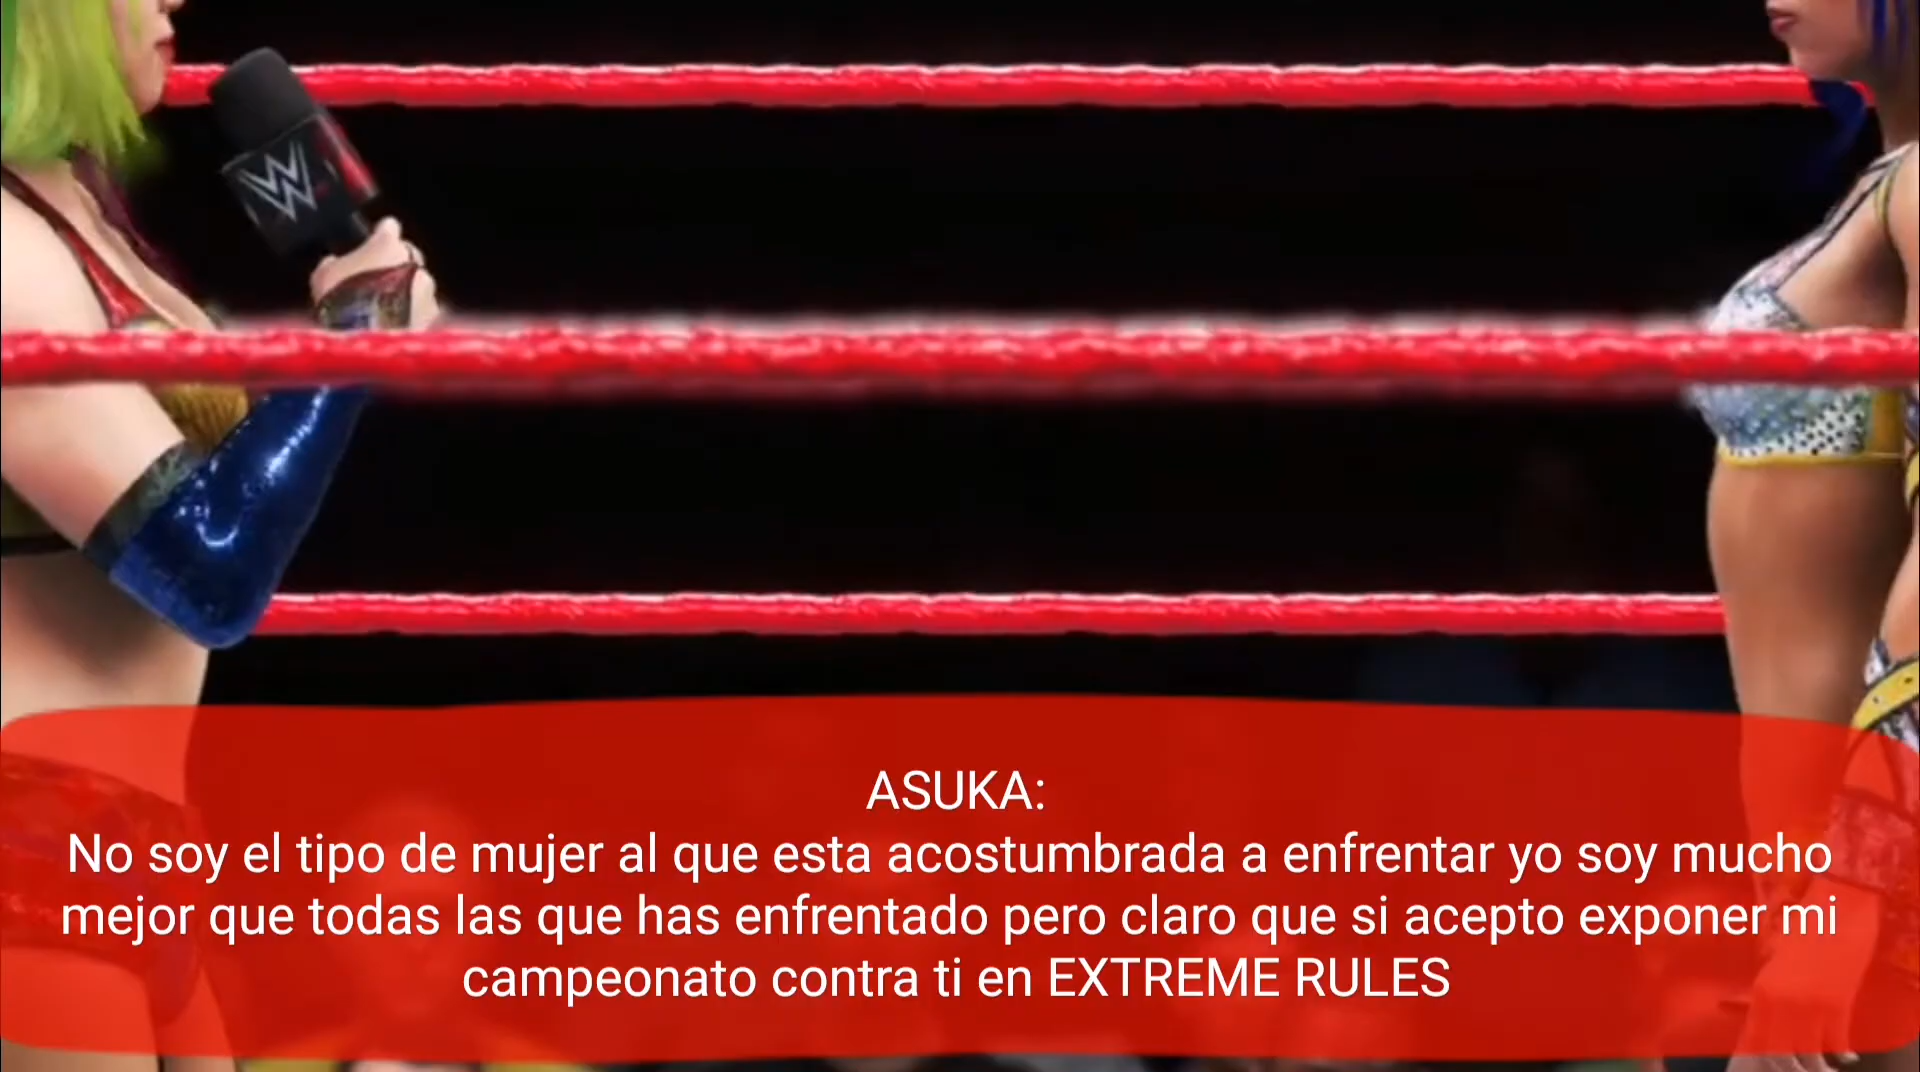 W
ASUKA:
No soy el tipo de mujer al que esta acostumbrada a enfrentar yo soy mucho
mejor que todas las que has enfrentado pero claro que si acepto exponer mi
campeonato contra ti en EXTREME RULES